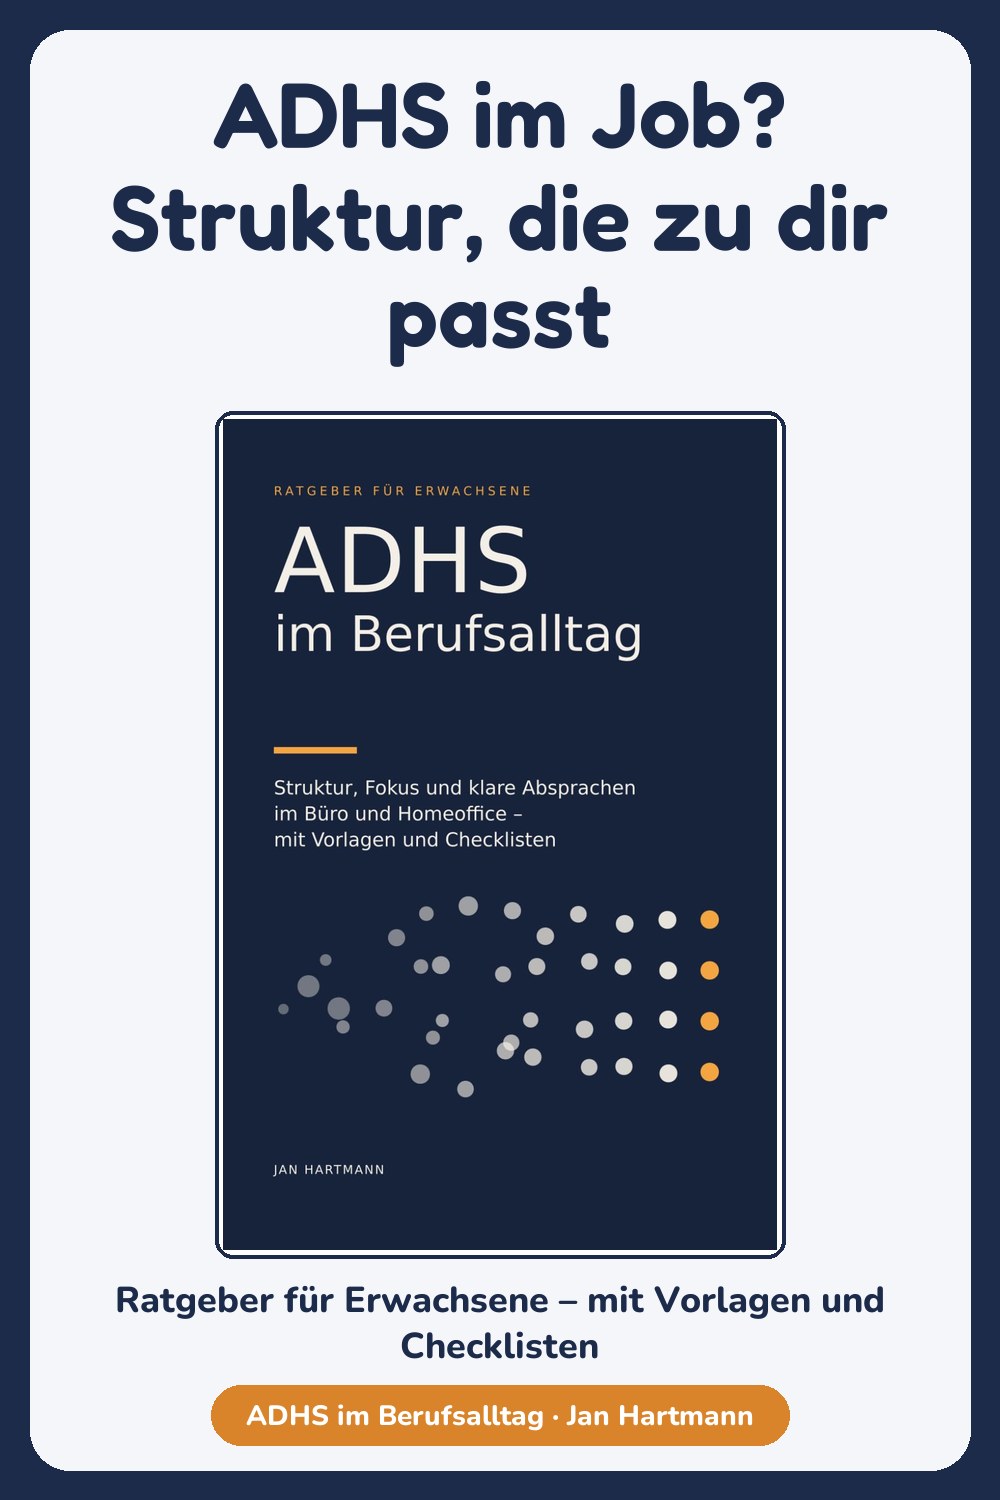 ADHS im Job?
Struktur, die zu dir
passt
RATGEBER FÜR ERWACHSENE
ADHS
im Berufsalltag
Struktur, Fokus und klare Absprachen
im Büro und Homeoffice –
mit Vorlagen und Checklisten
JAN HARTMANN
Ratgeber für Erwachsene – mit Vorlagen und
Checklisten
ADHS im Berufsalltag · Jan Hartmann